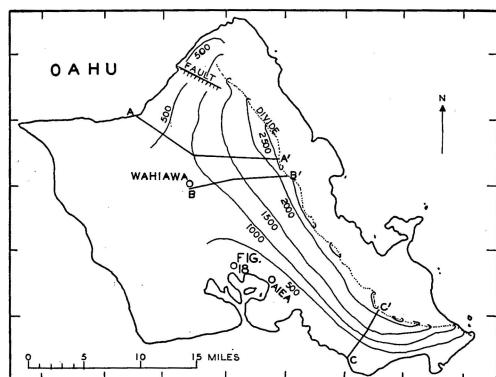 500
OAHU
FAULT
500
N
A
DIVIDE
2500
A'
B'
WAHIAWA
B
2000
1500
1000
FIG.
18
500
AIEA
C'
C
0 5 10 15 MILES